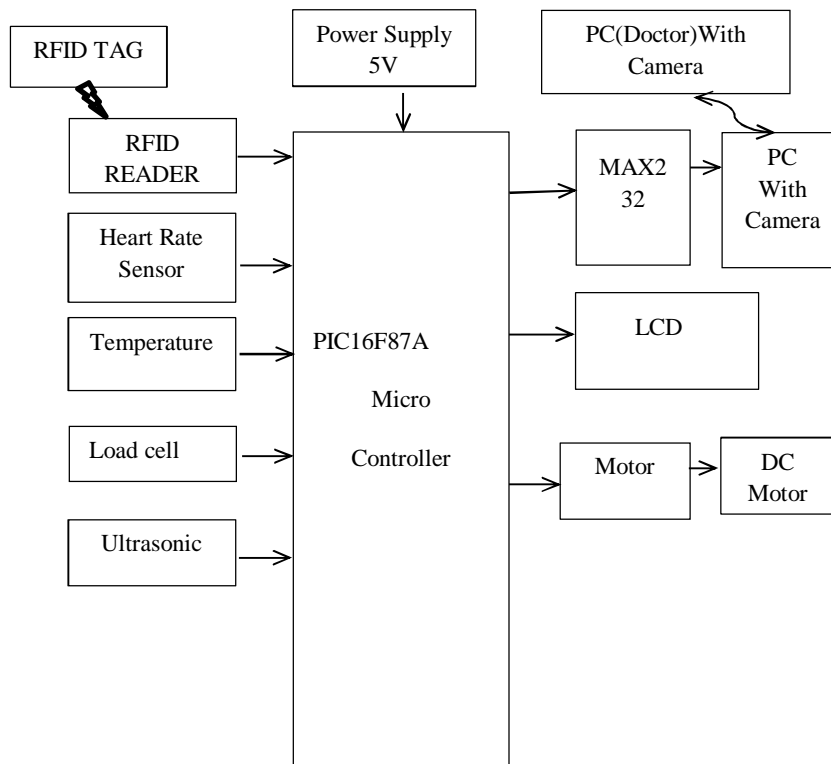 RFID TAG
Power Supply
5V
PC(Doctor)With
Camera
RFID
READER
MAX2
32
PC
With
Camera
Heart Rate
Sensor
Temperature
PIC16F87A
Micro
Controller
LCD
Load cell
Motor
DC
Motor
Ultrasonic